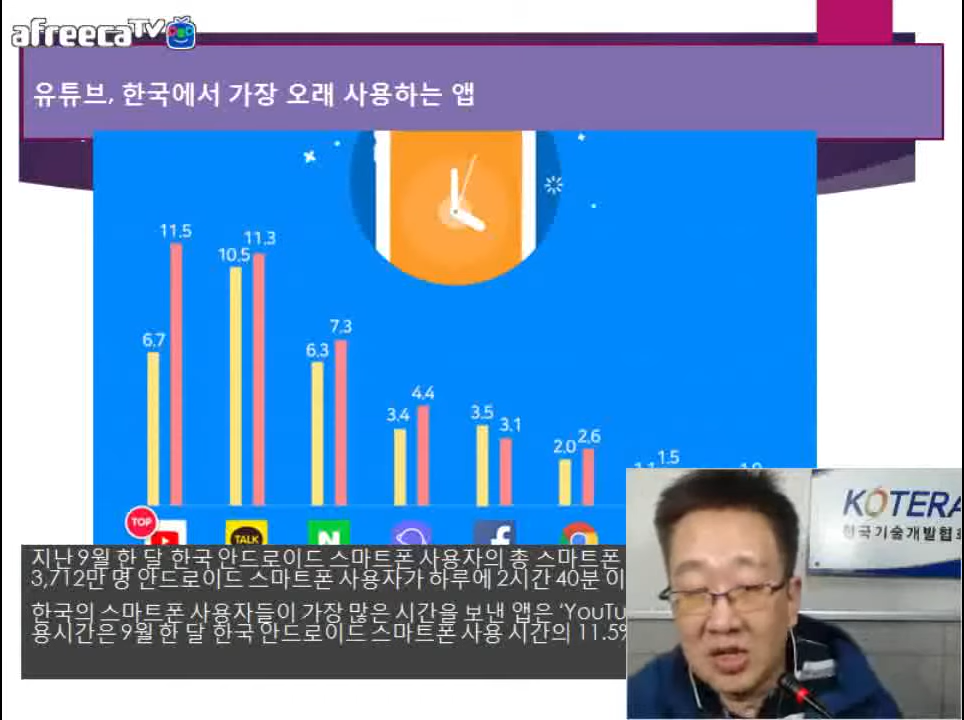 afreecaTV
유튜브, 한국에서 가장 오래 사용하는 앱
11.5
11.3
10.5
6.7
7.3
6.3
4.4
3.4
3.5
3.1
2.0
2.6
1.5
TOP
TALK
N
f
지난 9월 한 달 한국 안드로이드 스마트폰 사용자의 총 스마트폰
3,712만 명 안드로이드 스마트폰 사용자가 하루에 2시간 40분 이
한국의 스마트폰 사용자들이 가장 많은 시간을 보낸 앱은 ‘YouTu
용시간은 9월 한 달 한국 안드로이드 스마트폰 사용 시간의 11.5%
KOTERA
한국기술개발협회